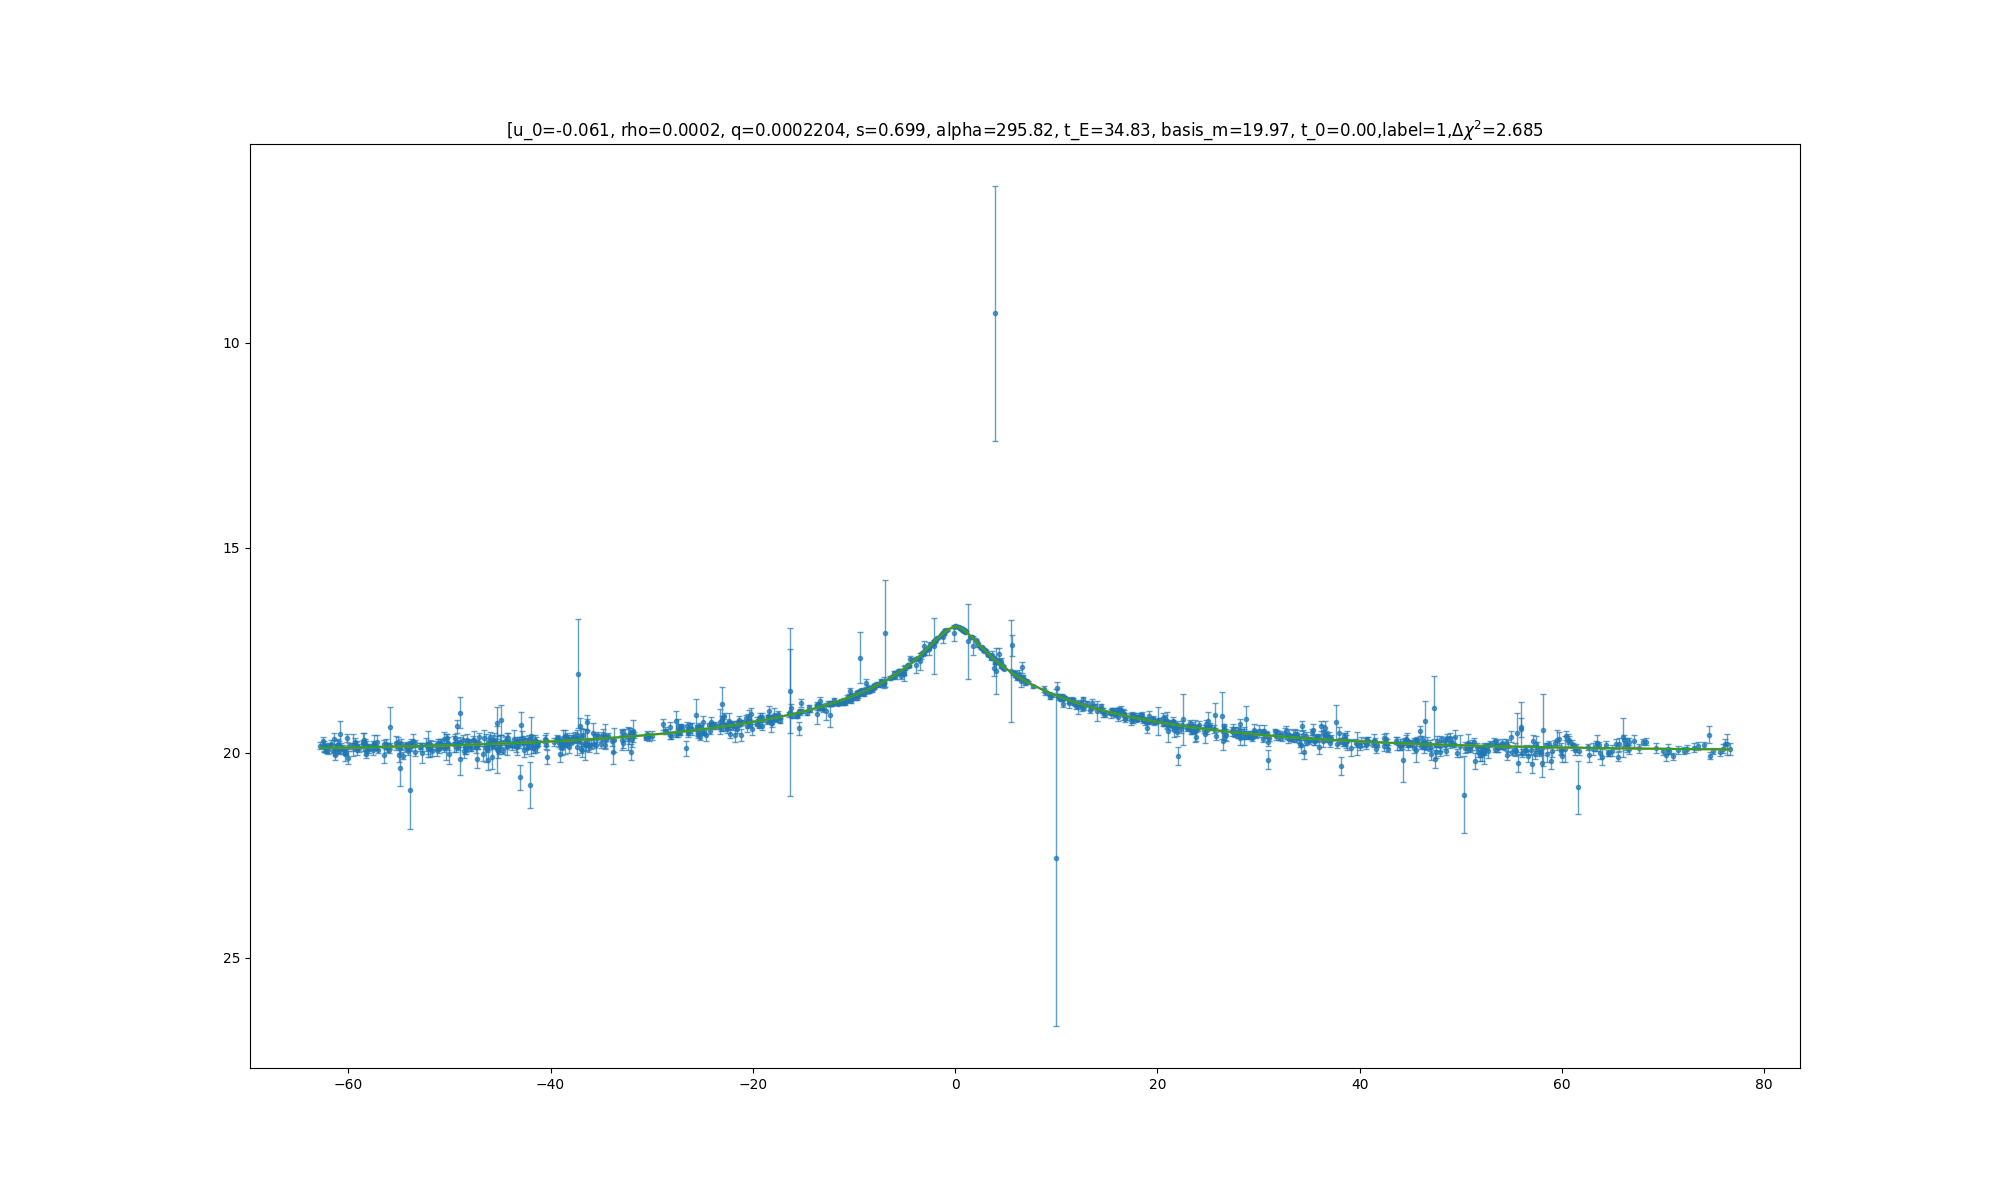 [u_0=-0.061, rho=0.0002, q=0.0002204, s=0.699, alpha=295.82, t_E=34.83, basis_m=19.97, t_0=0.00,label=1,Δχ²=2.685
10
15
20
25
−60 −40 −20 0 20 40 60 80